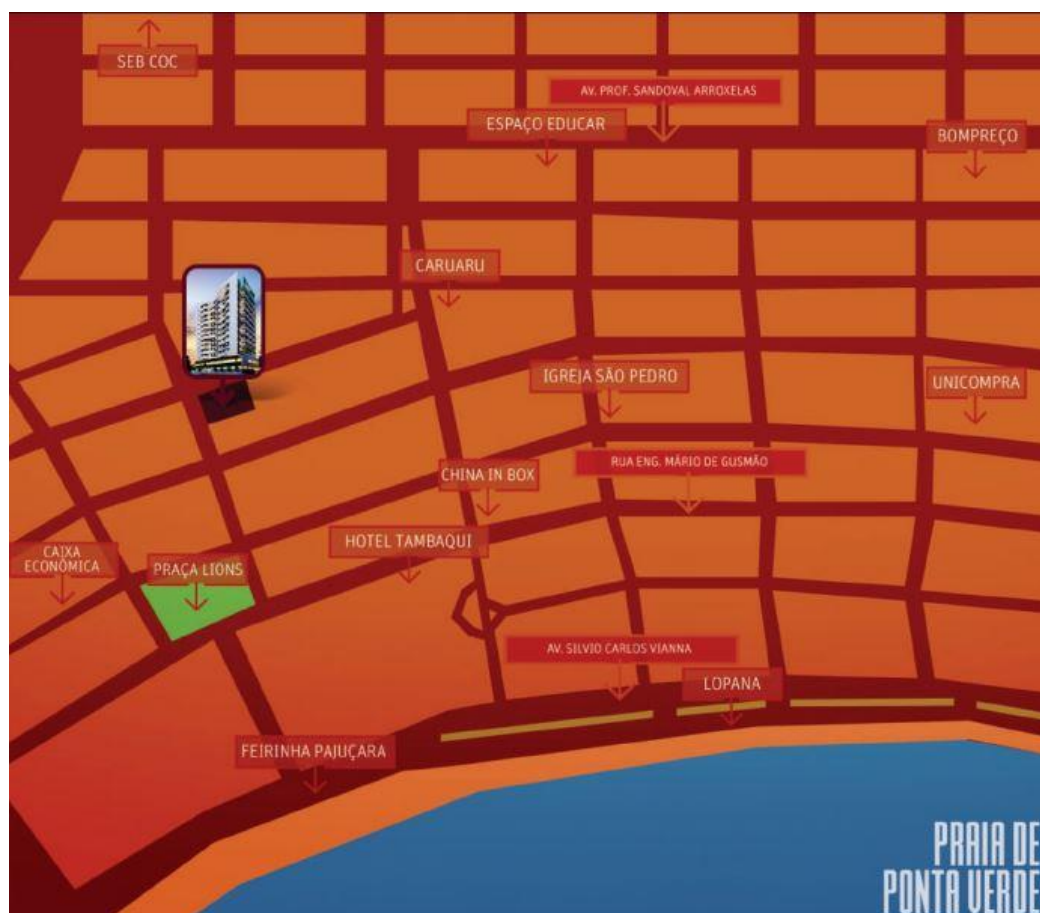 SEB COC
AV. PROF. SANDOVAL ARROXELAS
ESPAÇO EDUCAR
BOMPREÇO
CARUARU
IGREJA SÃO PEDRO
UNICOMPRA
RUA ENG. MÁRIO DE GUSMÃO
CHINA IN BOX
HOTEL TAMBAQUI
CAIXA
ECONÔMICA
PRAÇA LIONS
AV. SILVIO CARLOS VIANNA
LOPANA
FEIRINHA PAJUÇARA
PRAIA DE
PONTA VERDE